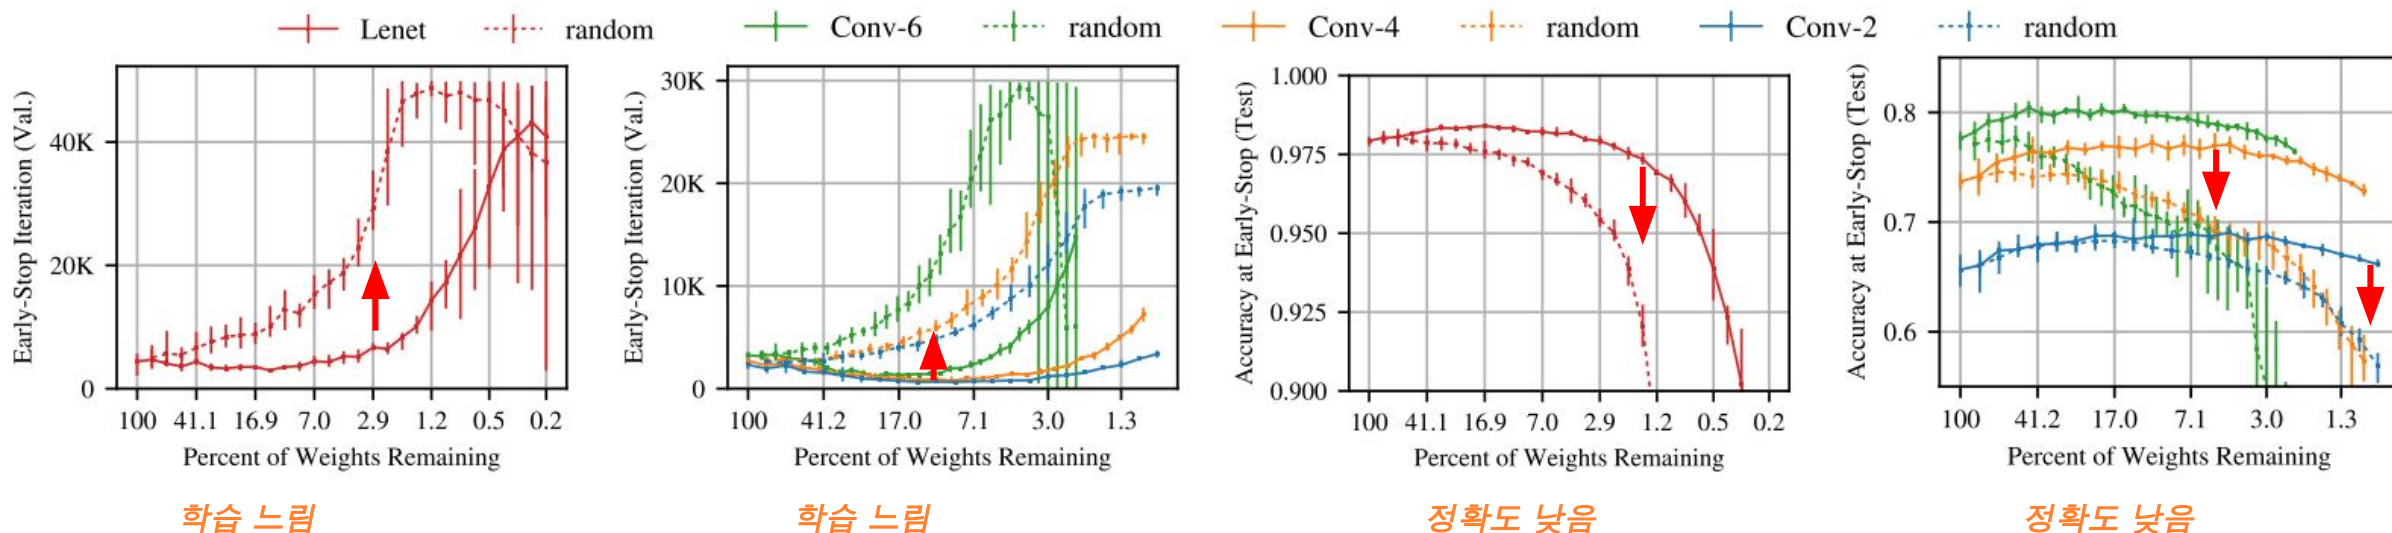 Lenet random Conv-6 random Conv-4 random Conv-2 random
Early-Stop Iteration (Val.)
40K
20K
0
100 41.1 16.9 7.0 2.9 1.2 0.5 0.2
Percent of Weights Remaining
학습 느림
Early-Stop Iteration (Val.)
30K
20K
10K
0
100 41.2 17.0 7.1 3.0 1.3
Percent of Weights Remaining
학습 느림
Accuracy at Early-Stop (Test)
1.000
0.975
0.950
0.925
0.900
100 41.1 16.9 7.0 2.9 1.2 0.5 0.2
Percent of Weights Remaining
정확도 낮음
Accuracy at Early-Stop (Test)
0.8
0.7
0.6
100 41.2 17.0 7.1 3.0 1.3
Percent of Weights Remaining
정확도 낮음